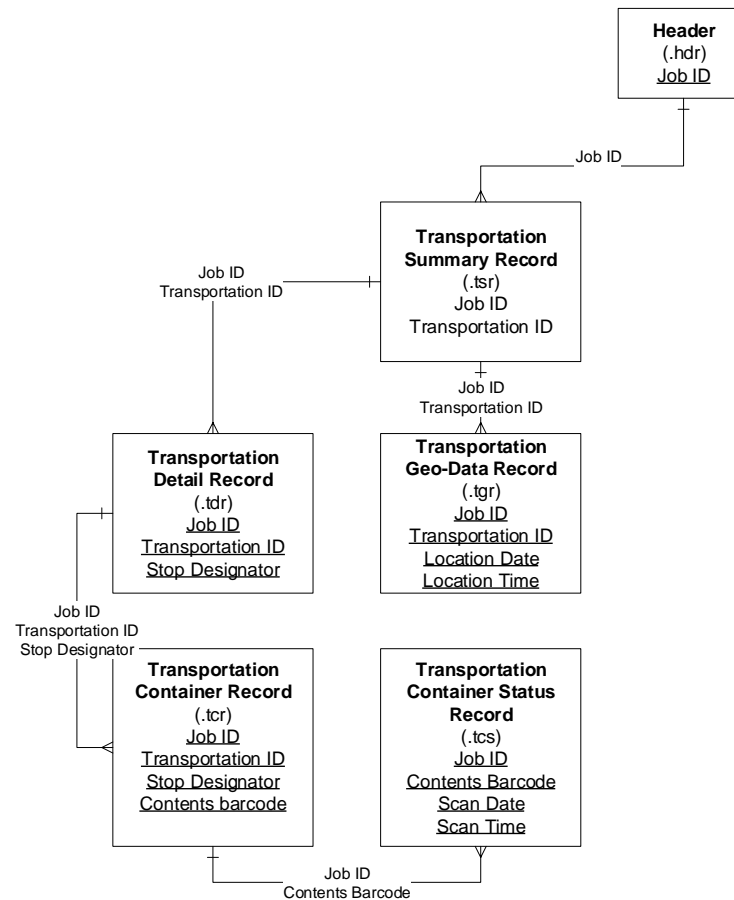 Header
(.hdr)
Job ID
Job ID
Transportation
Summary Record
(.tsr)
Job ID
Transportation ID
Job ID
Transportation ID
Job ID
Transportation ID
Transportation
Detail Record
(.tdr)
Job ID
Transportation ID
Stop Designator
Transportation
Geo-Data Record
(.tgr)
Job ID
Transportation ID
Location Date
Location Time
Job ID
Transportation ID
Stop Designator
Transportation
Container Record
(.tcr)
Job ID
Transportation ID
Stop Designator
Contents barcode
Transportation
Container Status
Record
(.tcs)
Job ID
Contents Barcode
Scan Date
Scan Time
Job ID
Contents Barcode